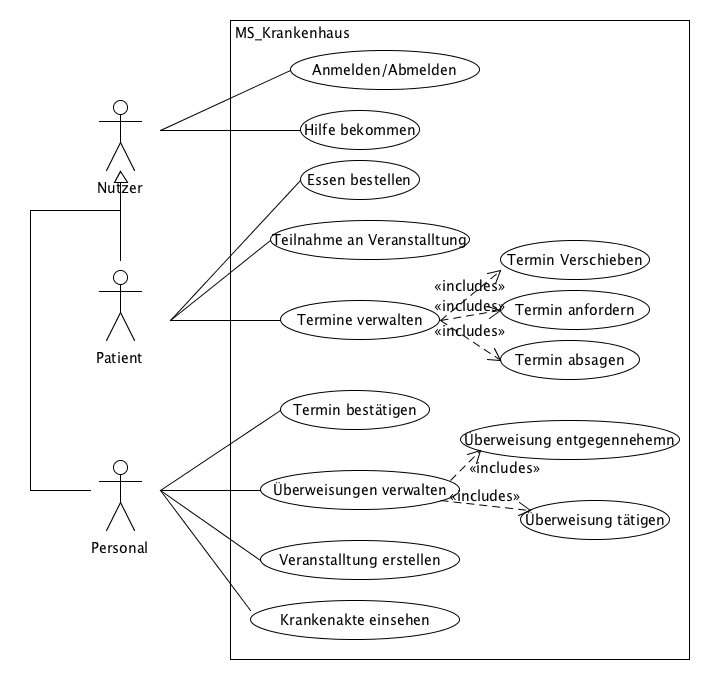 MS_Krankenhaus
Anmelden/Abmelden
Hilfe bekommen
Nutzer
Essen bestellen
Teilnahme an Veranstalltung
Termin Verschieben
«includes»
«includes»
Termin anfordern
Termine verwalten
«includes»
Termin absagen
Patient
Termin bestätigen
Überweisung entgegennehemn
«includes»
Überweisungen verwalten
«includes»
Überweisung tätigen
Personal
Veranstalltung erstellen
Krankenakte einsehen